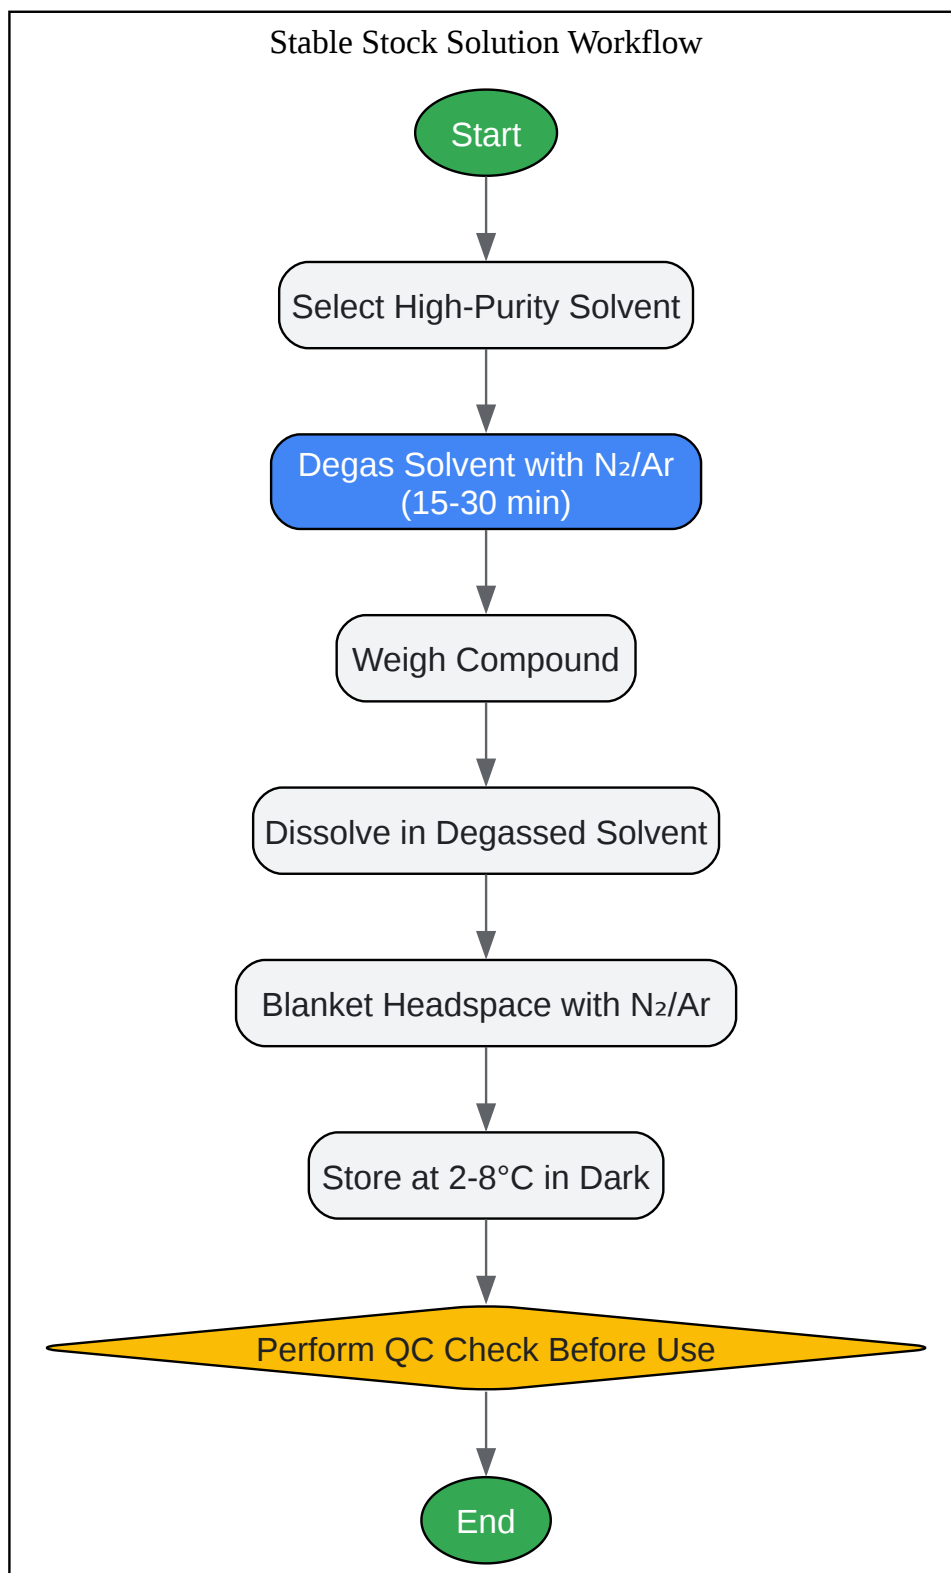 Stable Stock Solution Workflow
Start
Select High-Purity Solvent
Degas Solvent with N₂/Ar
(15-30 min)
Weigh Compound
Dissolve in Degassed Solvent
Blanket Headspace with N₂/Ar
Store at 2-8°C in Dark
Perform QC Check Before Use
End